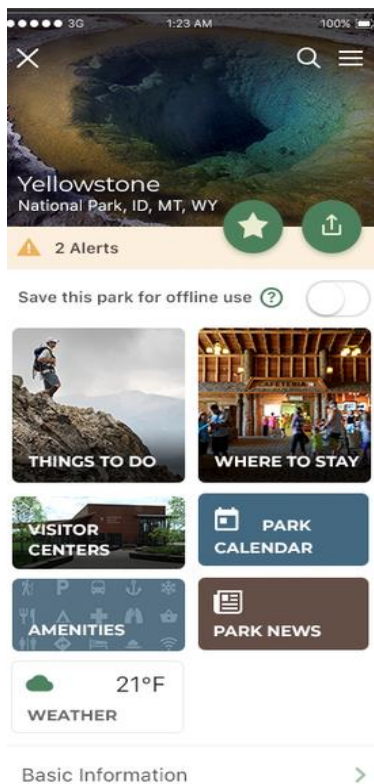 3G 1:23 AM 100%
Yellowstone
National Park, ID, MT, WY
2 Alerts
Save this park for offline use ?
CAFETERIA
THINGS TO DO
WHERE TO STAY
VISITOR
CENTERS
PARK
CALENDAR
P
AMENITIES
PARK NEWS
21°F
WEATHER
Basic Information